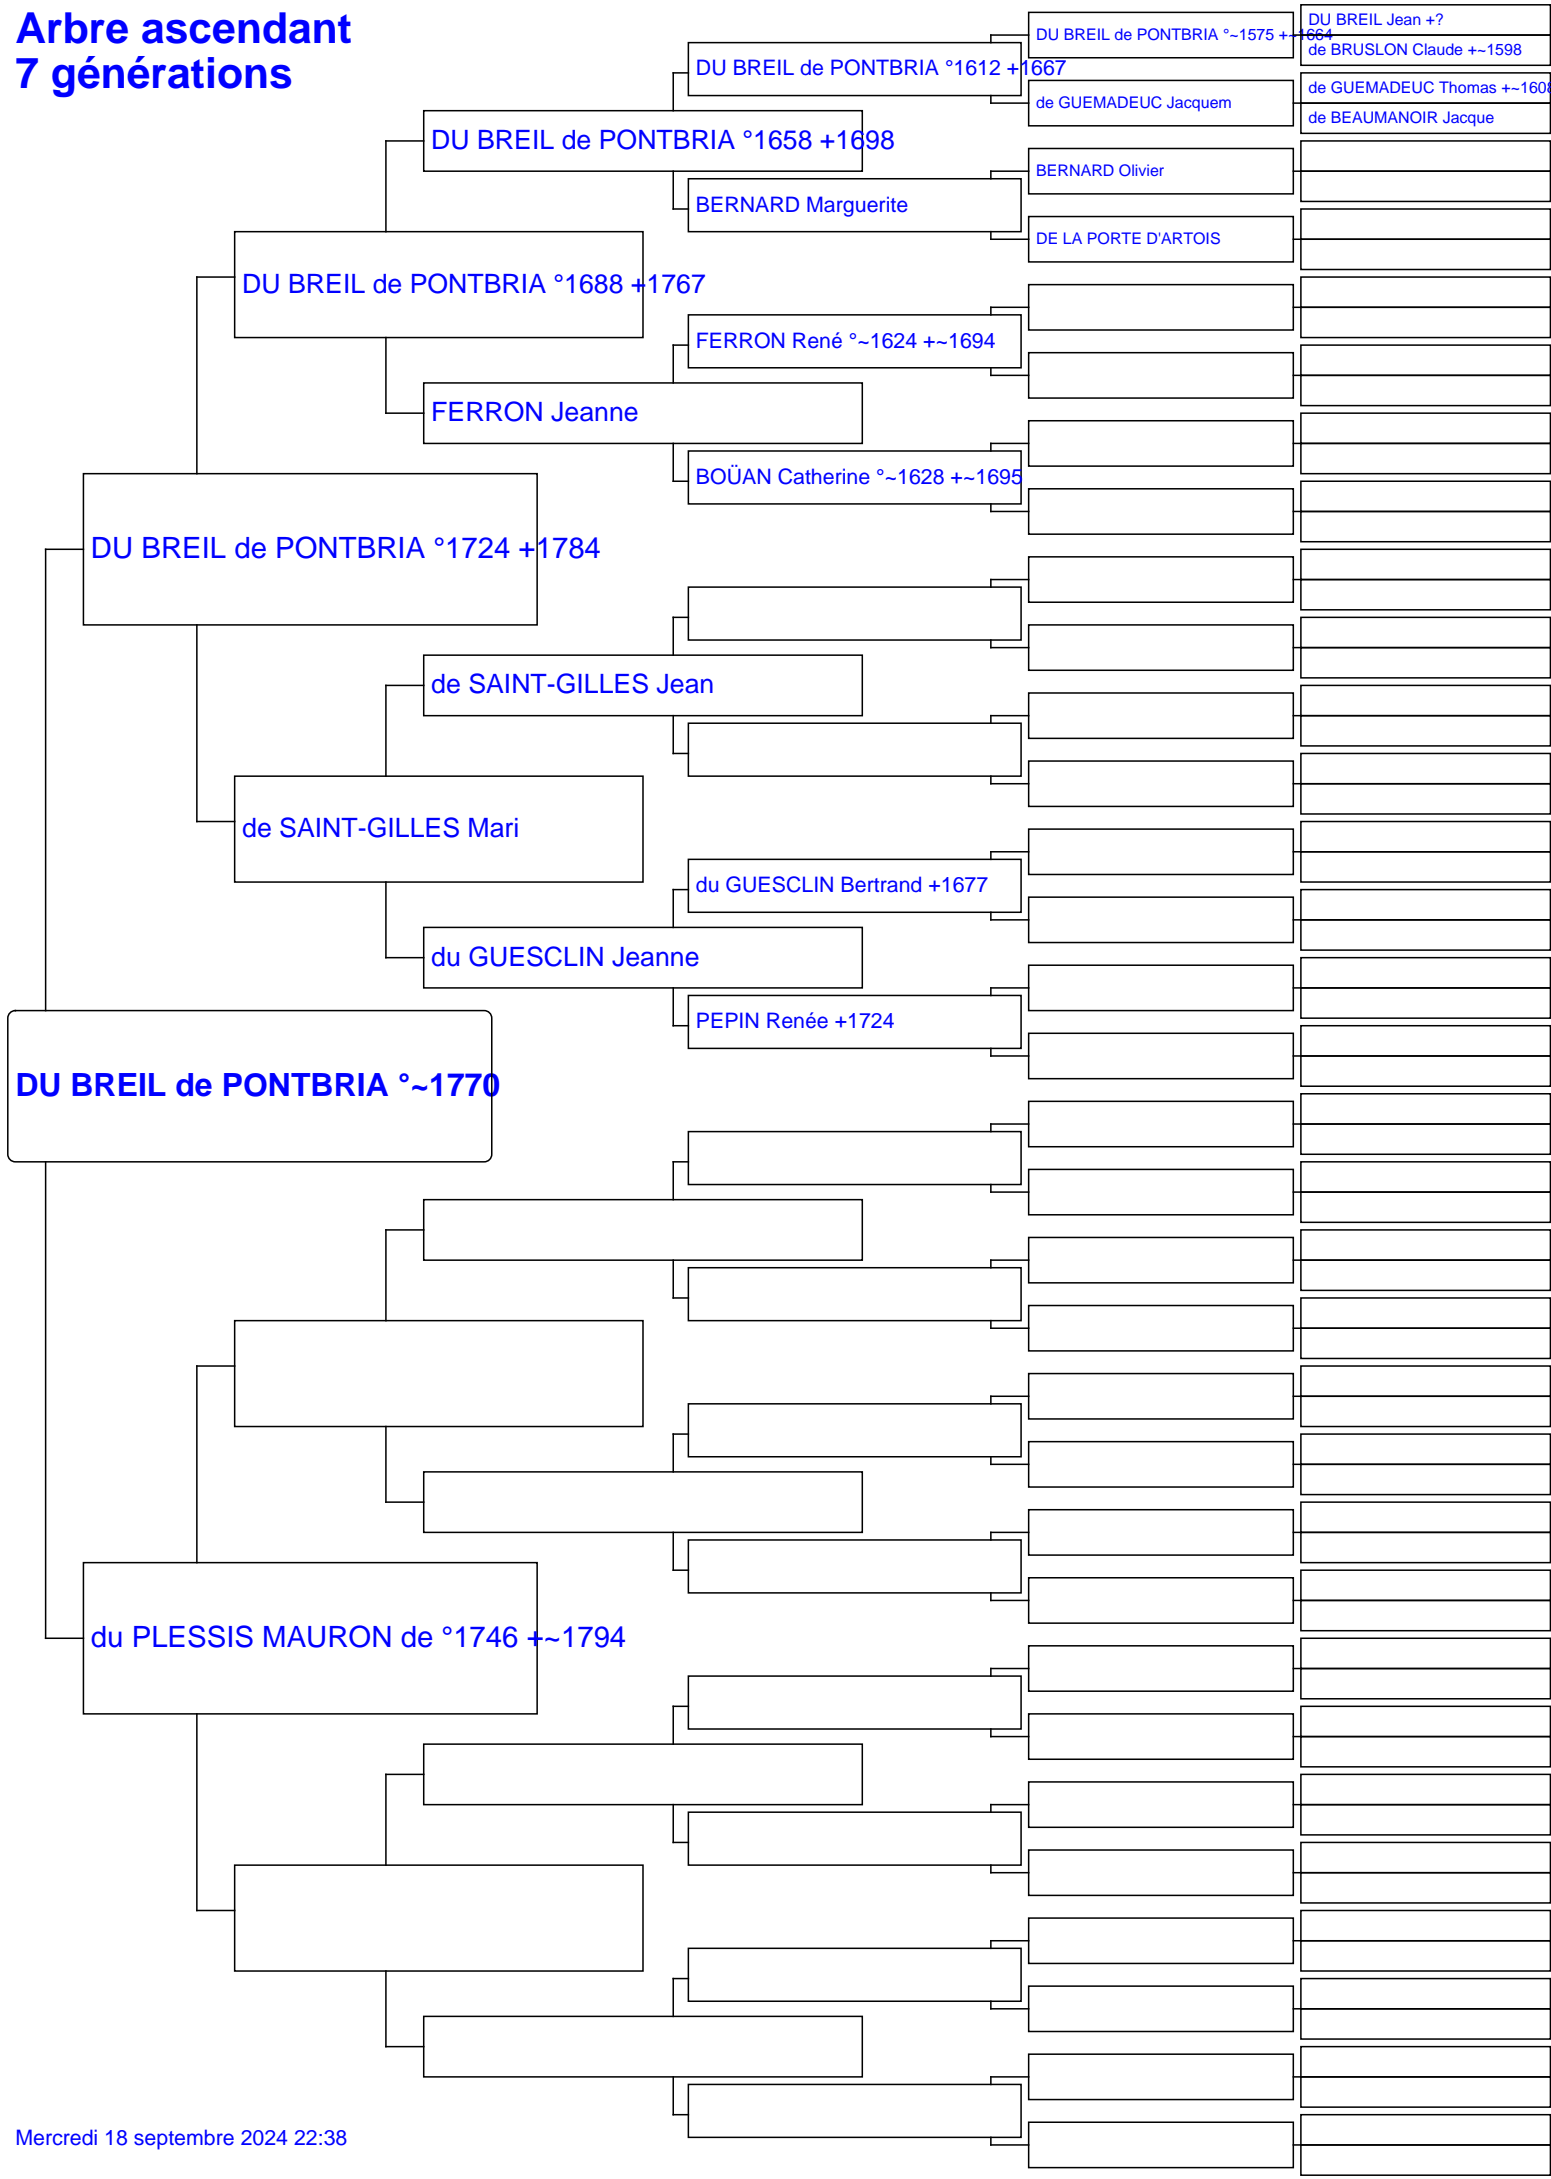 Arbre ascendant
7 générations
DU BREIL Jean +?
DU BREIL de PONTBRIA °~1575 +~1664
de BRUSLON Claude +~1598
DU BREIL de PONTBRIA °1612 +1667
de GUEMADEUC Thomas +~1608
de GUEMADEUC Jacquem
de BEAUMANOIR Jacque
DU BREIL de PONTBRIA °1658 +1698
BERNARD Olivier
BERNARD Marguerite
DE LA PORTE D'ARTOIS
DU BREIL de PONTBRIA °1688 +1767
FERRON René °~1624 +~1694
FERRON Jeanne
BOÜAN Catherine °~1628 +~1695
DU BREIL de PONTBRIA °1724 +1784
de SAINT-GILLES Jean
de SAINT-GILLES Mari
du GUESCLIN Bertrand +1677
du GUESCLIN Jeanne
PEPIN Renée +1724
DU BREIL de PONTBRIA °~1770
du PLESSIS MAURON de °1746 +~1794
Mercredi 18 septembre 2024 22:38